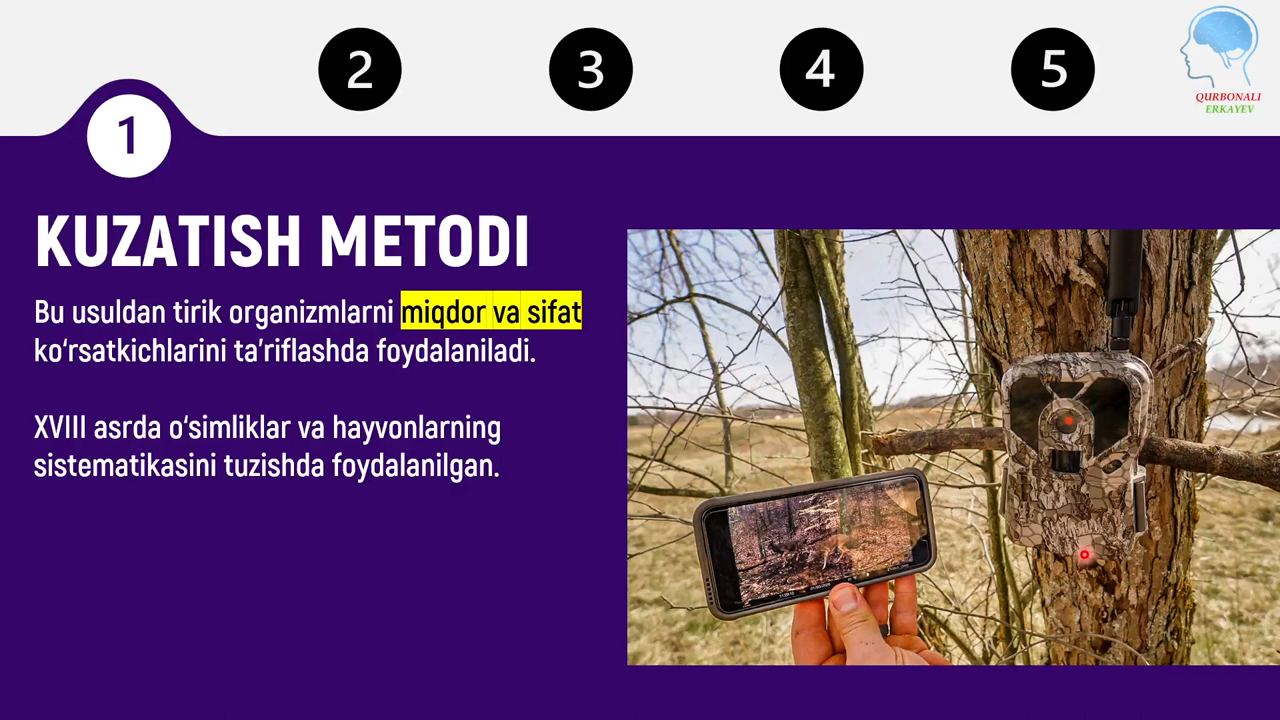 2
3
4
5
QURBONALI
ERKAYEV
1
KUZATISH METODI
Bu usuldan tirik organizmlarni miqdor va sifat
ko‘rsatkichlarini ta’riflashda foydalaniladi.
XVIII asrda o‘simliklar va hayvonlarning
sistematikasini tuzishda foydalanilgan.